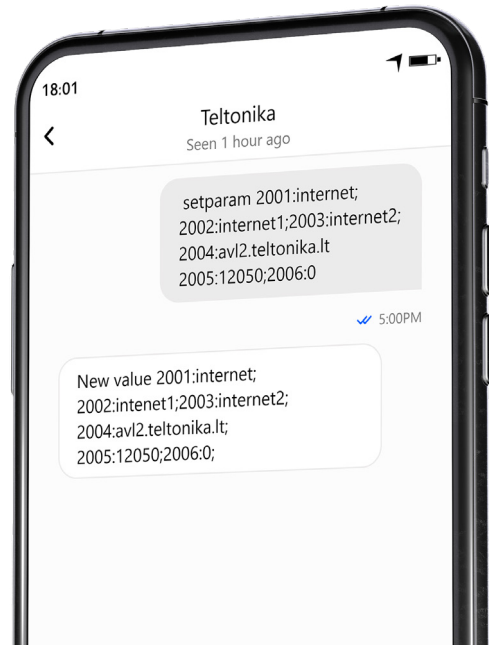 18:01
Teltonika
Seen 1 hour ago
setparam 2001:internet;
2002:internet1;2003:internet2;
2004:avl2.teltonika.lt
2005:12050;2006:0
5:00PM
New value 2001:internet;
2002:intenet1;2003:internet2;
2004:avl2.teltonika.lt;
2005:12050;2006:0;